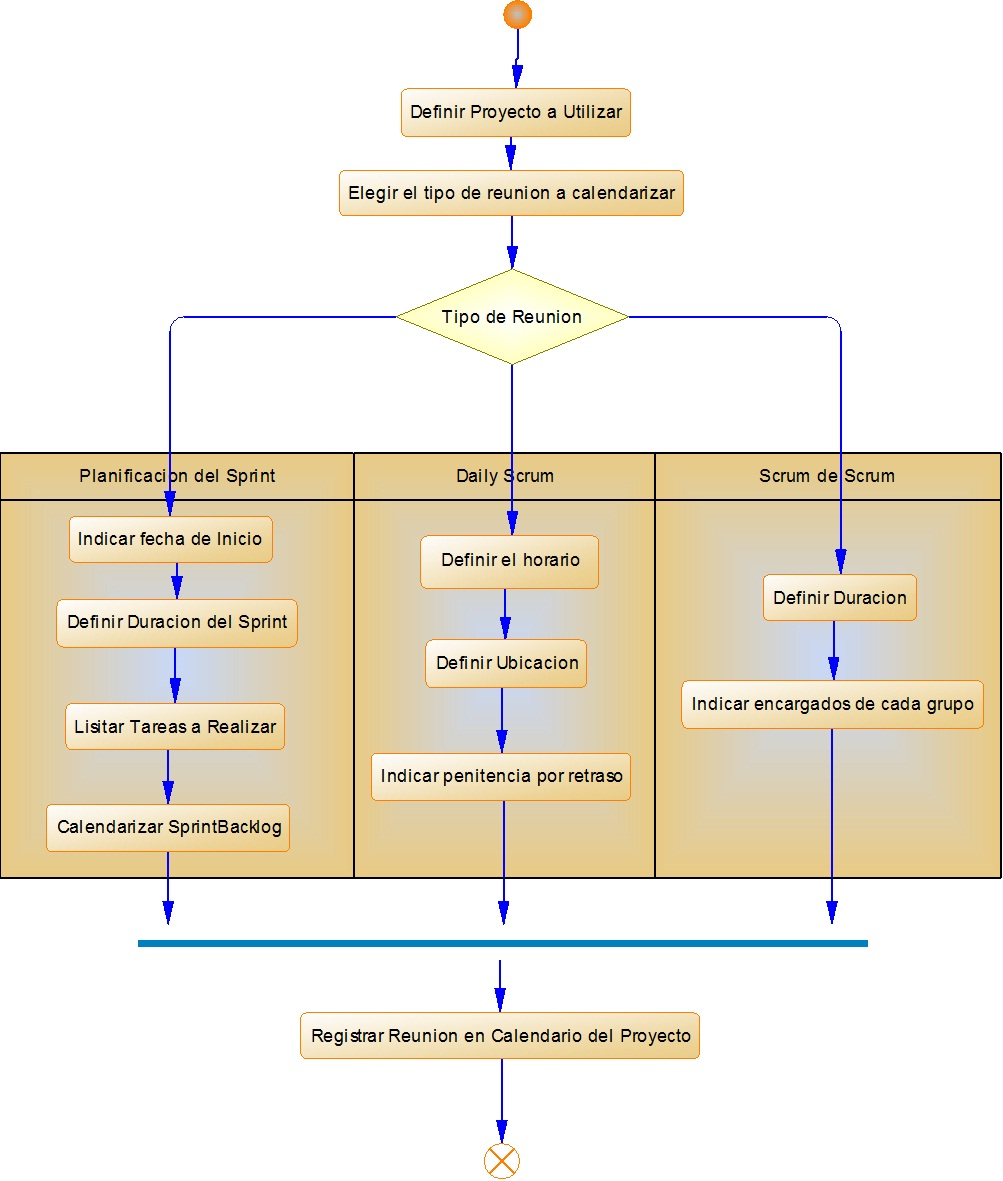 Definir Proyecto a Utilizar
Elegir el tipo de reunion a calendarizar
Tipo de Reunion
Planificacion del Sprint
Indicar fecha de Inicio
Definir Duracion del Sprint
Lisitar Tareas a Realizar
Calendarizar SprintBacklog
Daily Scrum
Definir el horario
Definir Ubicacion
Indicar penitencia por retraso
Scrum de Scrum
Definir Duracion
Indicar encargados de cada grupo
Registrar Reunion en Calendario del Proyecto